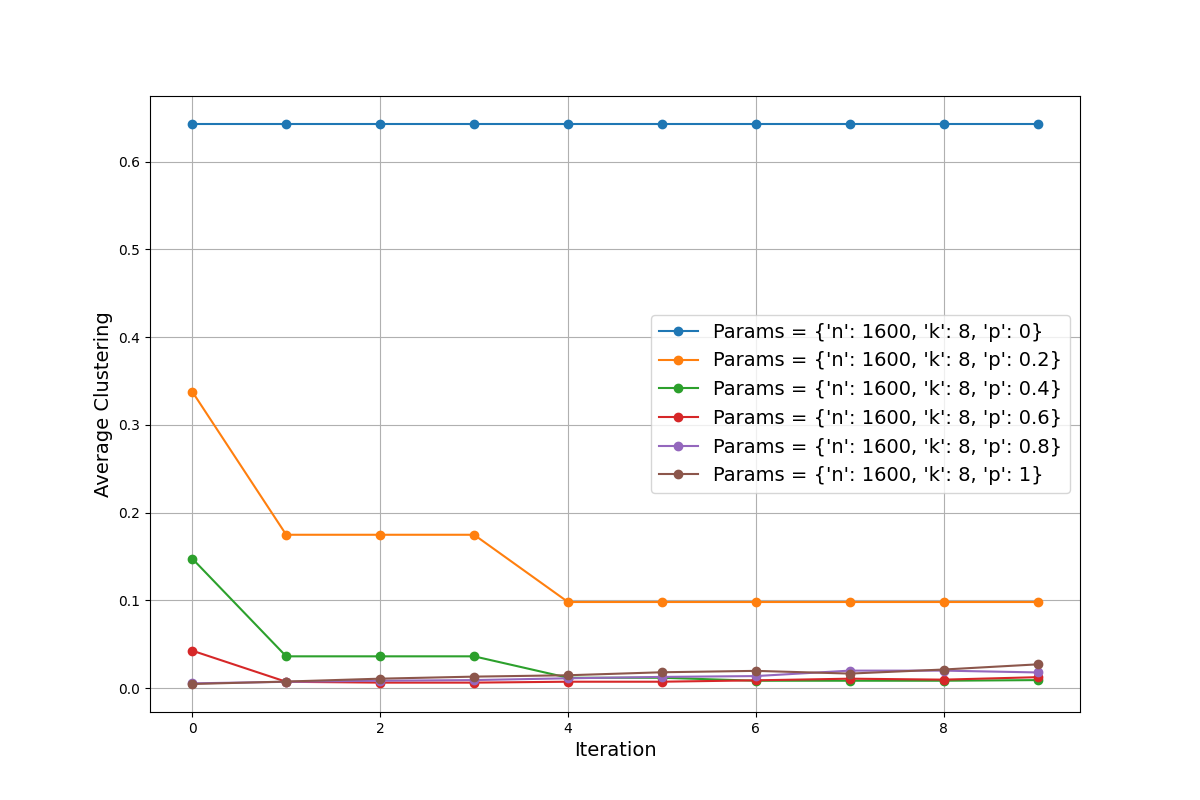 0.6
0.5
0.4
0.3
0.2
0.1
0.0
Average Clustering
Params = {'n': 1600, 'k': 8, 'p': 0}
Params = {'n': 1600, 'k': 8, 'p': 0.2}
Params = {'n': 1600, 'k': 8, 'p': 0.4}
Params = {'n': 1600, 'k': 8, 'p': 0.6}
Params = {'n': 1600, 'k': 8, 'p': 0.8}
Params = {'n': 1600, 'k': 8, 'p': 1}
0 2 4 6 8
Iteration